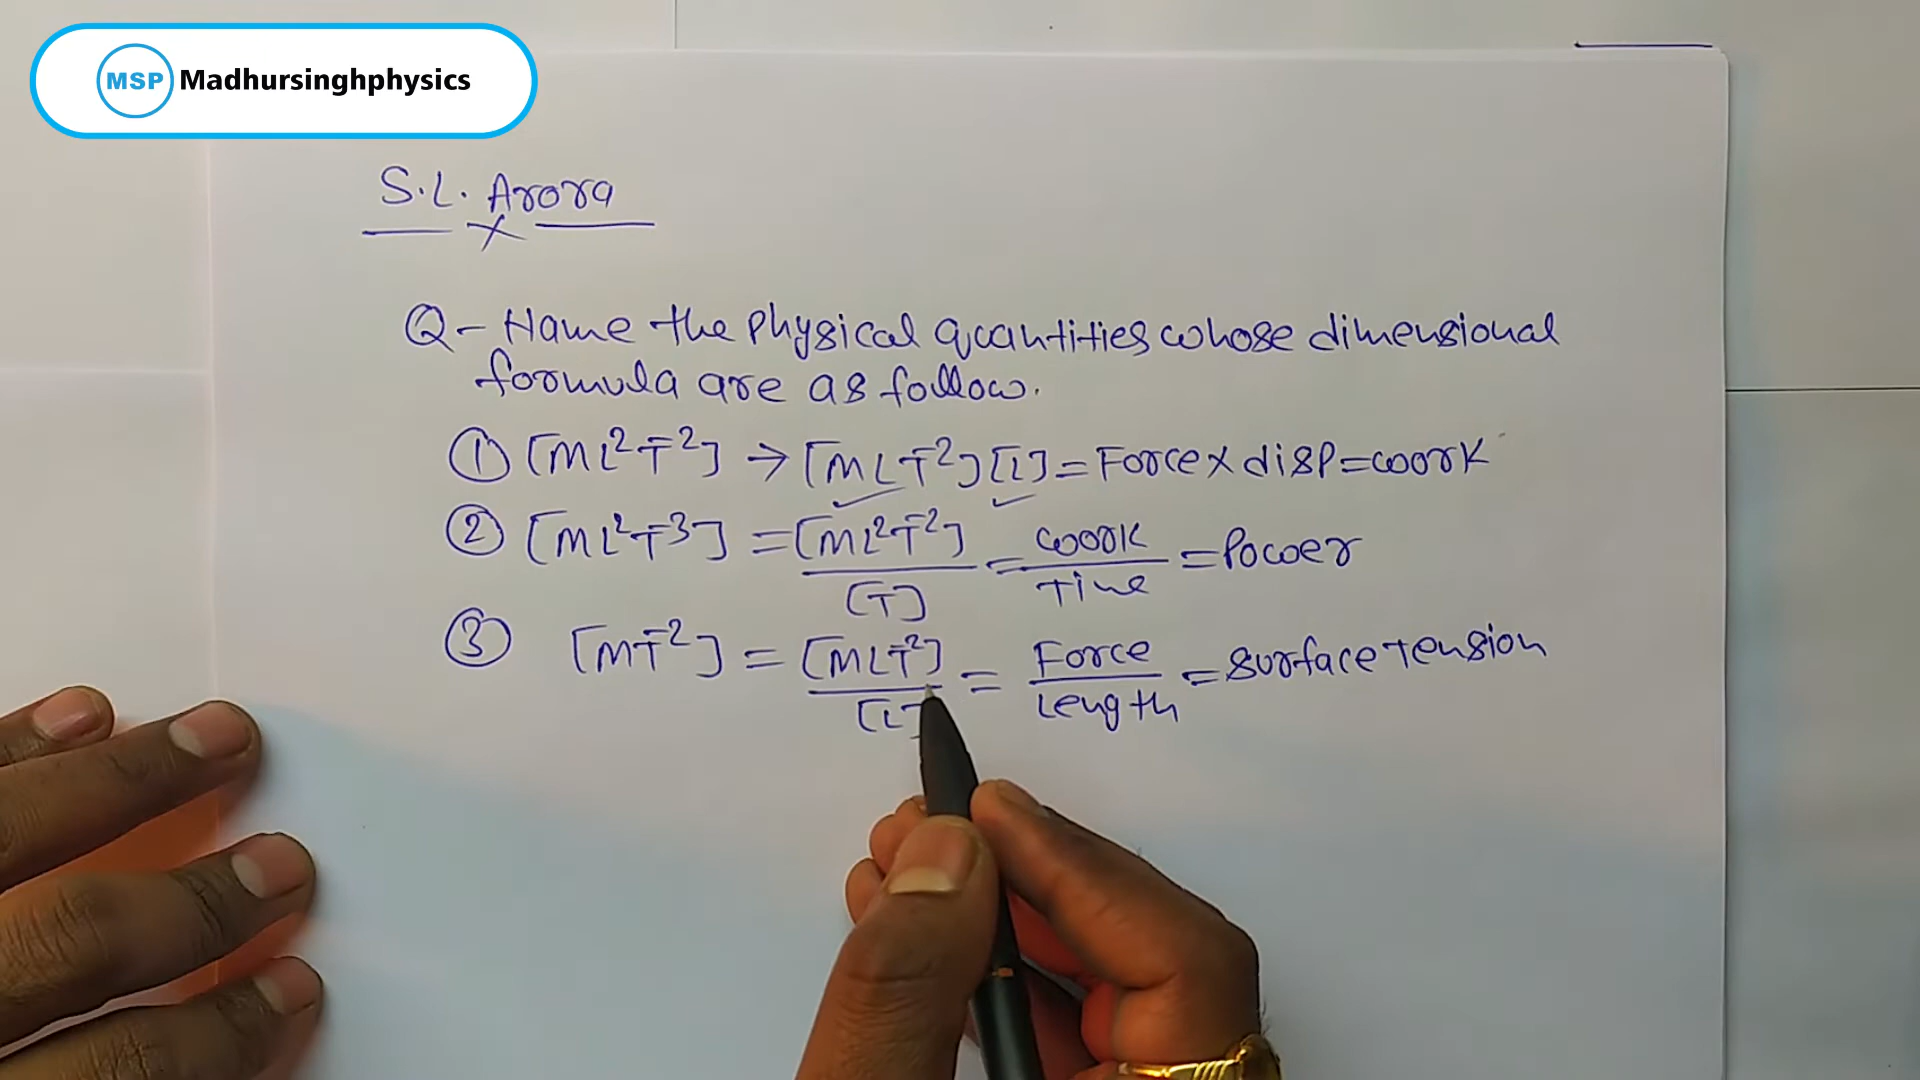 MSP Madhursinghphysics
S.L. Arora
Q- Name the physical quantities whose dimensional
formula are as follow.
① [ML²T⁻²] → [MLT⁻²][L] = Force x disp = work
② [ML²T⁻³] = [ML²T⁻²]/[T] = work/Time = Power
③ [MT⁻²] = [MLT⁻²]/[L] = Force/Length = surface tension